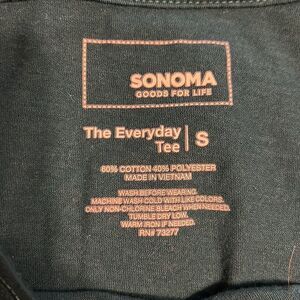 SONOMA
GOODS FOR LIFE
The Everyday
Tee | S
60% COTTON 40% POLYESTER
MADE IN VIETNAM
WASH BEFORE WEARING.
MACHINE WASH COLD WITH LIKE COLORS.
ONLY NON-CHLORINE BLEACH WHEN NEEDED.
TUMBLE DRY LOW.
WARM IRON IF NEEDED.
RN# 73277